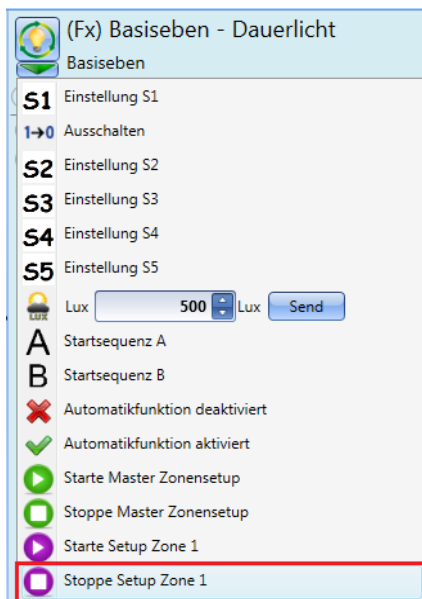 (Fx) Basiseben - Dauerlicht
Basiseben
S1 Einstellung S1
1→0 Ausschalten
S2 Einstellung S2
S3 Einstellung S3
S4 Einstellung S4
S5 Einstellung S5
LUX Lux 500 Lux Send
A Startsequenz A
B Startsequenz B
Automatikfunktion deaktiviert
Automatikfunktion aktiviert
Starte Master Zonensetup
Stoppe Master Zonensetup
Starte Setup Zone 1
Stoppe Setup Zone 1